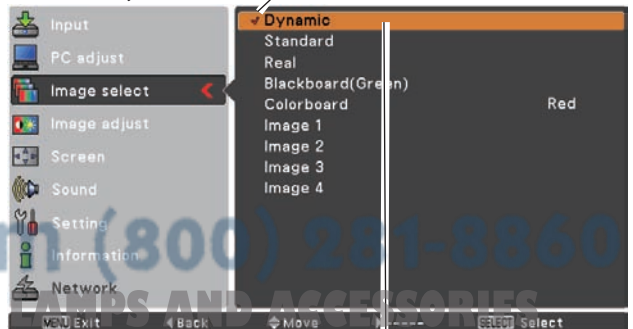 Input
PC adjust
Image select
Image adjust
Screen
Sound
Setting
Information
Network
Dynamic
Standard
Real
Blackboard(Green)
Colorboard Red
Image 1
Image 2
Image 3
Image 4
m (800) 281-8860
LAMPS AND ACCESSORIES
MENU Exit Back Move ----- SELECT Select